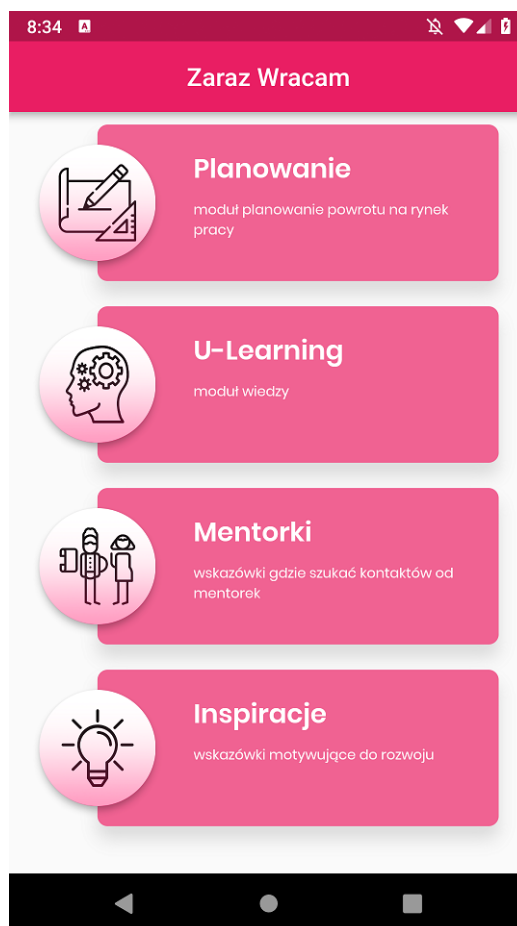 8:34
Zaraz Wracam
Planowanie
moduł planowanie powrotu na rynek
pracy
U-Learning
moduł wiedzy
Mentorki
wskazówki gdzie szukać kontaktów od
mentorek
Inspiracje
wskazówki motywujące do rozwoju